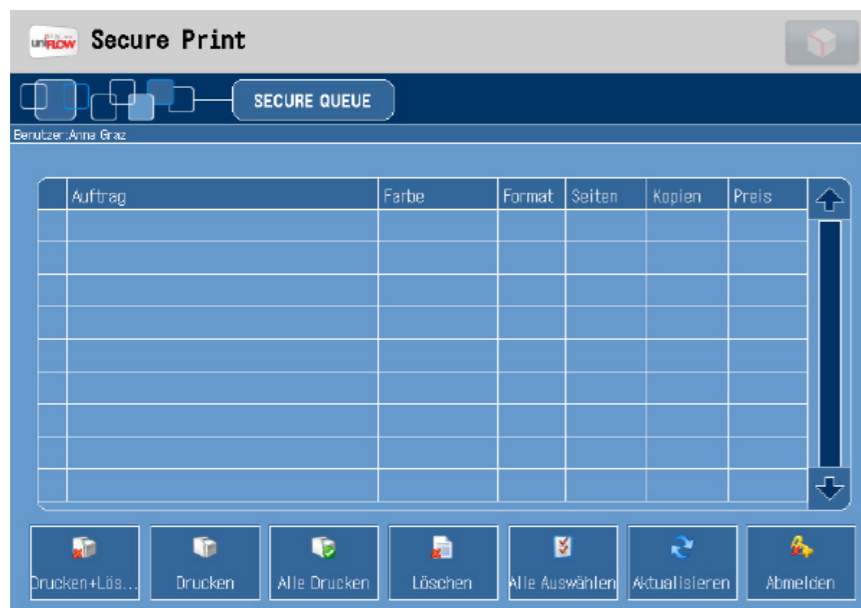 uniFLOW Secure Print
SECURE QUEUE
Benutzer:Anna Graz
Auftrag Farbe Format Seiten Kopien Preis
Drucken+Lös... Drucken Alle Drucken Löschen Alle Auswählen Aktualisieren Abmelden